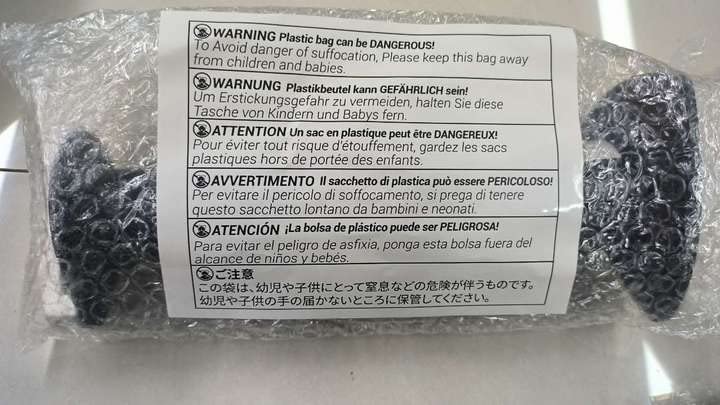 WARNING Plastic bag can be DANGEROUS!
To Avoid danger of suffocation, Please keep this bag away
from children and babies.
WARNUNG Plastikbeutel kann GEFÄHRLICH sein!
Um Erstickungsgefahr zu vermeiden, halten Sie diese
Tasche von Kindern und Babys fern.
ATTENTION Un sac en plastique peut être DANGEREUX!
Pour éviter tout risque d'étouffement, gardez les sacs
plastiques hors de portée des enfants.
AVVERTIMENTO Il sacchetto di plastica può essere PERICOLOSO!
Per evitare il pericolo di soffocamento, si prega di tenere
questo sacchetto lontano da bambini e neonati.
ATENCIÓN ¡La bolsa de plástico puede ser PELIGROSA!
Para evitar el peligro de asfixia, ponga esta bolsa fuera del
alcance de niños y bebés.
ご注意
この袋は、幼児や子供にとって窒息などの危険が伴うものです。
幼児や子供の手の届かないところに保管してください。